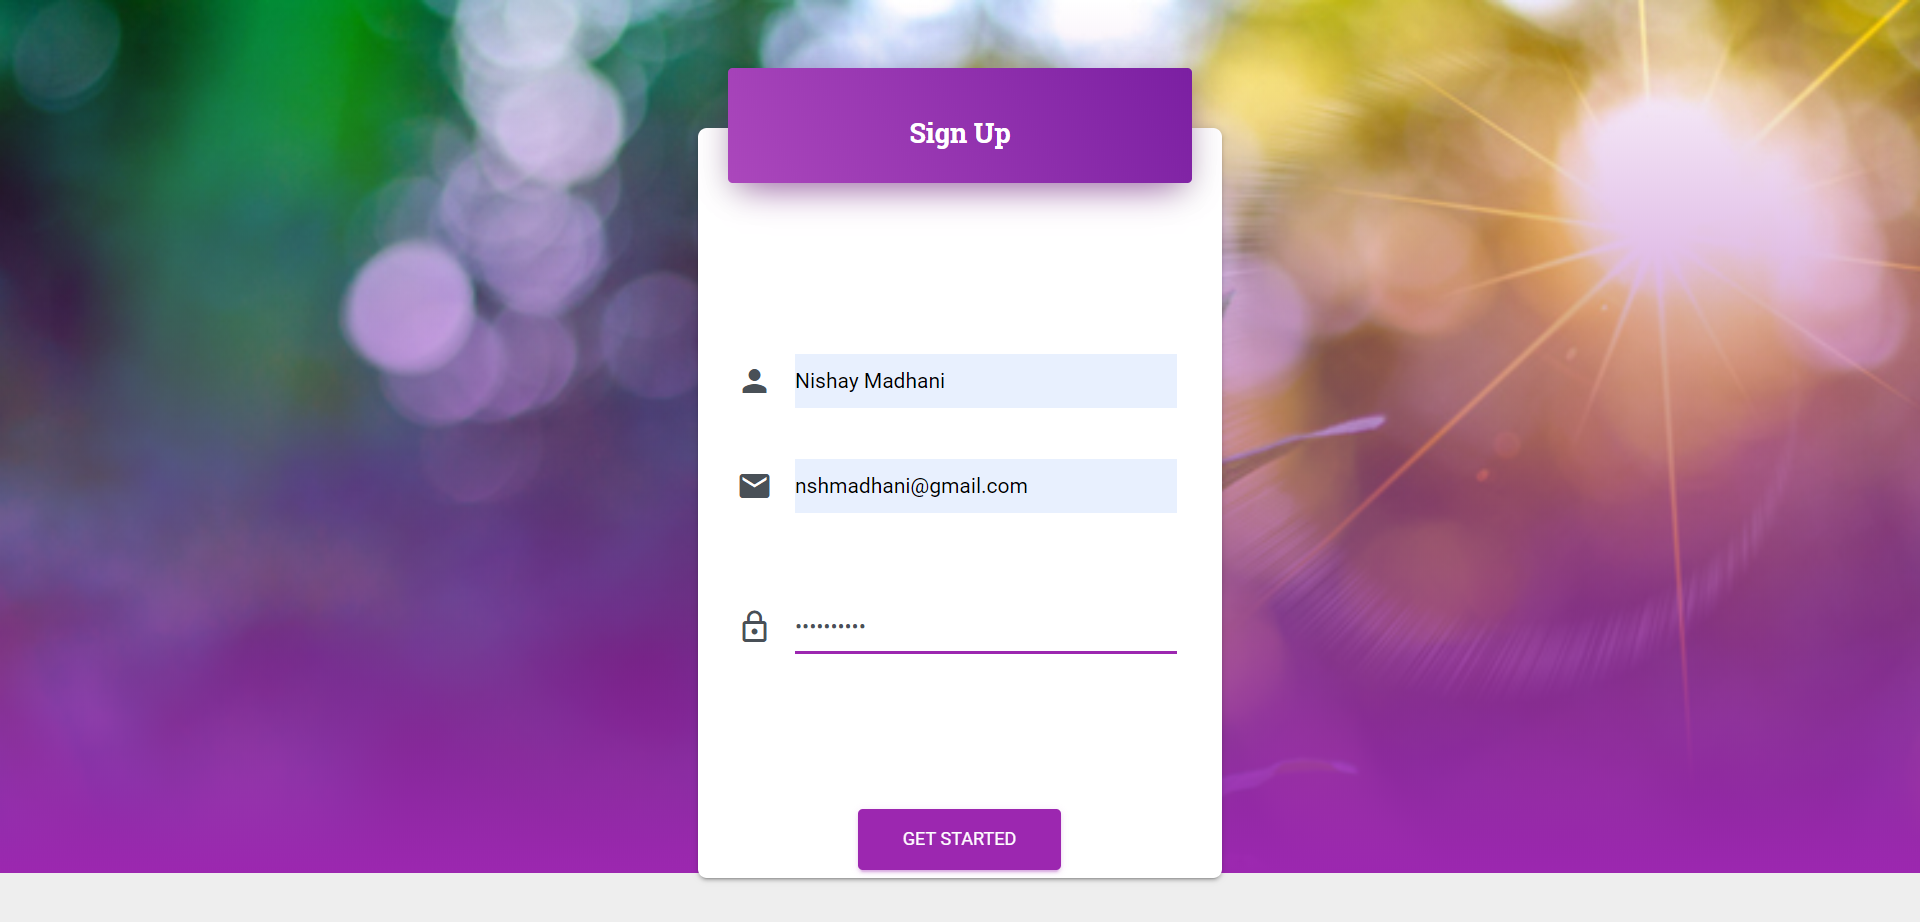 Sign Up
Nishay Madhani
nshmadhani@gmail.com
••••••••••
GET STARTED